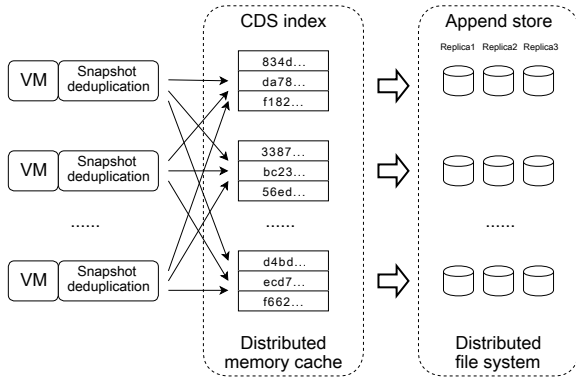 CDS index
Append store
Replica1 Replica2 Replica3
VM
Snapshot
deduplication
834d...
da78...
f182...
VM
Snapshot
deduplication
3387...
bc23...
56ed...
......
......
......
VM
Snapshot
deduplication
d4bd...
ecd7...
f662...
Distributed
memory cache
Distributed
file system